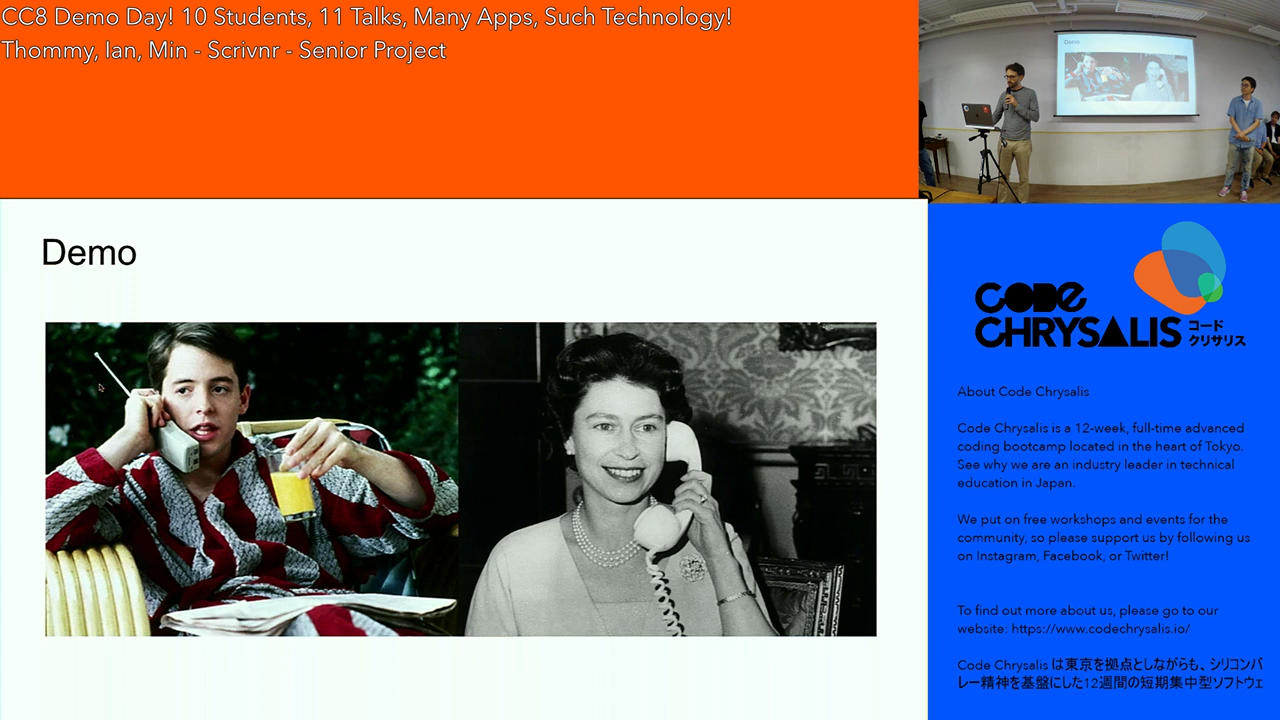 CC8 Demo Day! 10 Students, 11 Talks, Many Apps, Such Technology!
Thommy, Ian, Min - Scrivnr - Senior Project
Demo
Demo
CODE
CHRYSALIS
コード
クリサリス
About Code Chrysalis
Code Chrysalis is a 12-week, full-time advanced
coding bootcamp located in the heart of Tokyo.
See why we are an industry leader in technical
education in Japan.
We put on free workshops and events for the
community, so please support us by following us
on Instagram, Facebook, or Twitter!
To find out more about us, please go to our
website: https://www.codechrysalis.io/
Code Chrysalis は東京を拠点としながらも、シリコンバ
レー精神を基盤にした12週間の短期集中型ソフトウェ